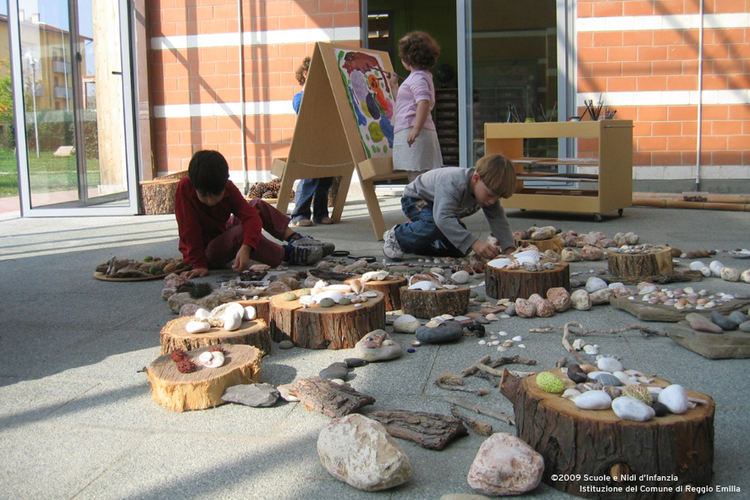 ©2009 Scuole e Nidi d'Infanzia
Istituzione del Comune di Reggio Emilia